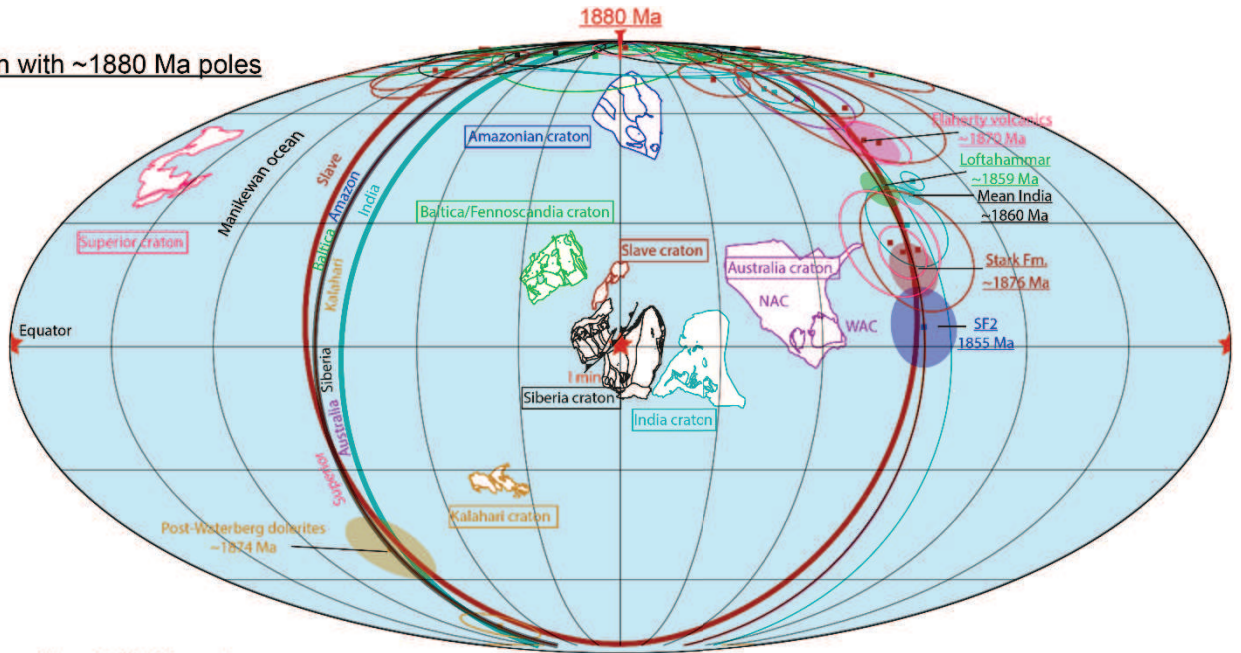 1880 Ma
n with ~1880 Ma poles
Amazonian craton
Flaherty volcanics
~1870 Ma
Loftahammar
~1859 Ma
Mean India
~1860 Ma
Manikewan ocean
Slave
Amazon
India
Baltica
Kalahari
Superior craton
Baltica/Fennoscandia craton
Slave craton
Australia craton
NAC
WAC
Stark Fm.
~1876 Ma
SF2
1855 Ma
Equator
Siberia
Australia
Superior
Siberia craton
India craton
Kalahari craton
Post-Waterberg dolerites
~1874 Ma